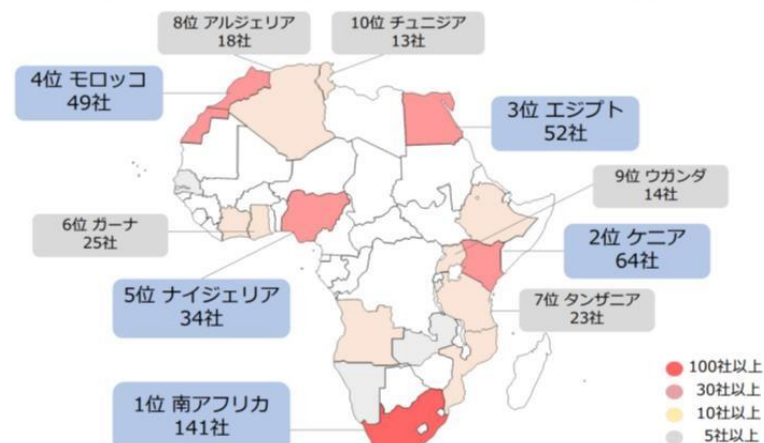 8位 アルジェリア
18社
10位 チュニジア
13社
4位 モロッコ
49社
3位 エジプト
52社
9位 ウガンダ
14社
6位 ガーナ
25社
2位 ケニア
64社
5位 ナイジェリア
34社
7位 タンザニア
23社
1位 南アフリカ
141社
100社以上
30社以上
10社以上
5社以上